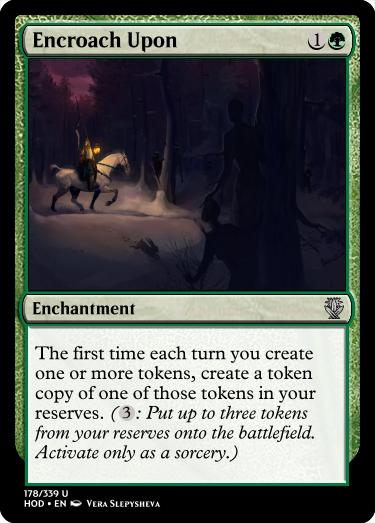 Encroach Upon 1
Enchantment
The first time each turn you create
one or more tokens, create a token
copy of one of those tokens in your
reserves. (3: Put up to three tokens
from your reserves onto the battlefield.
Activate only as a sorcery.)
178/339 U
HOD • EN Vera Slepysheva